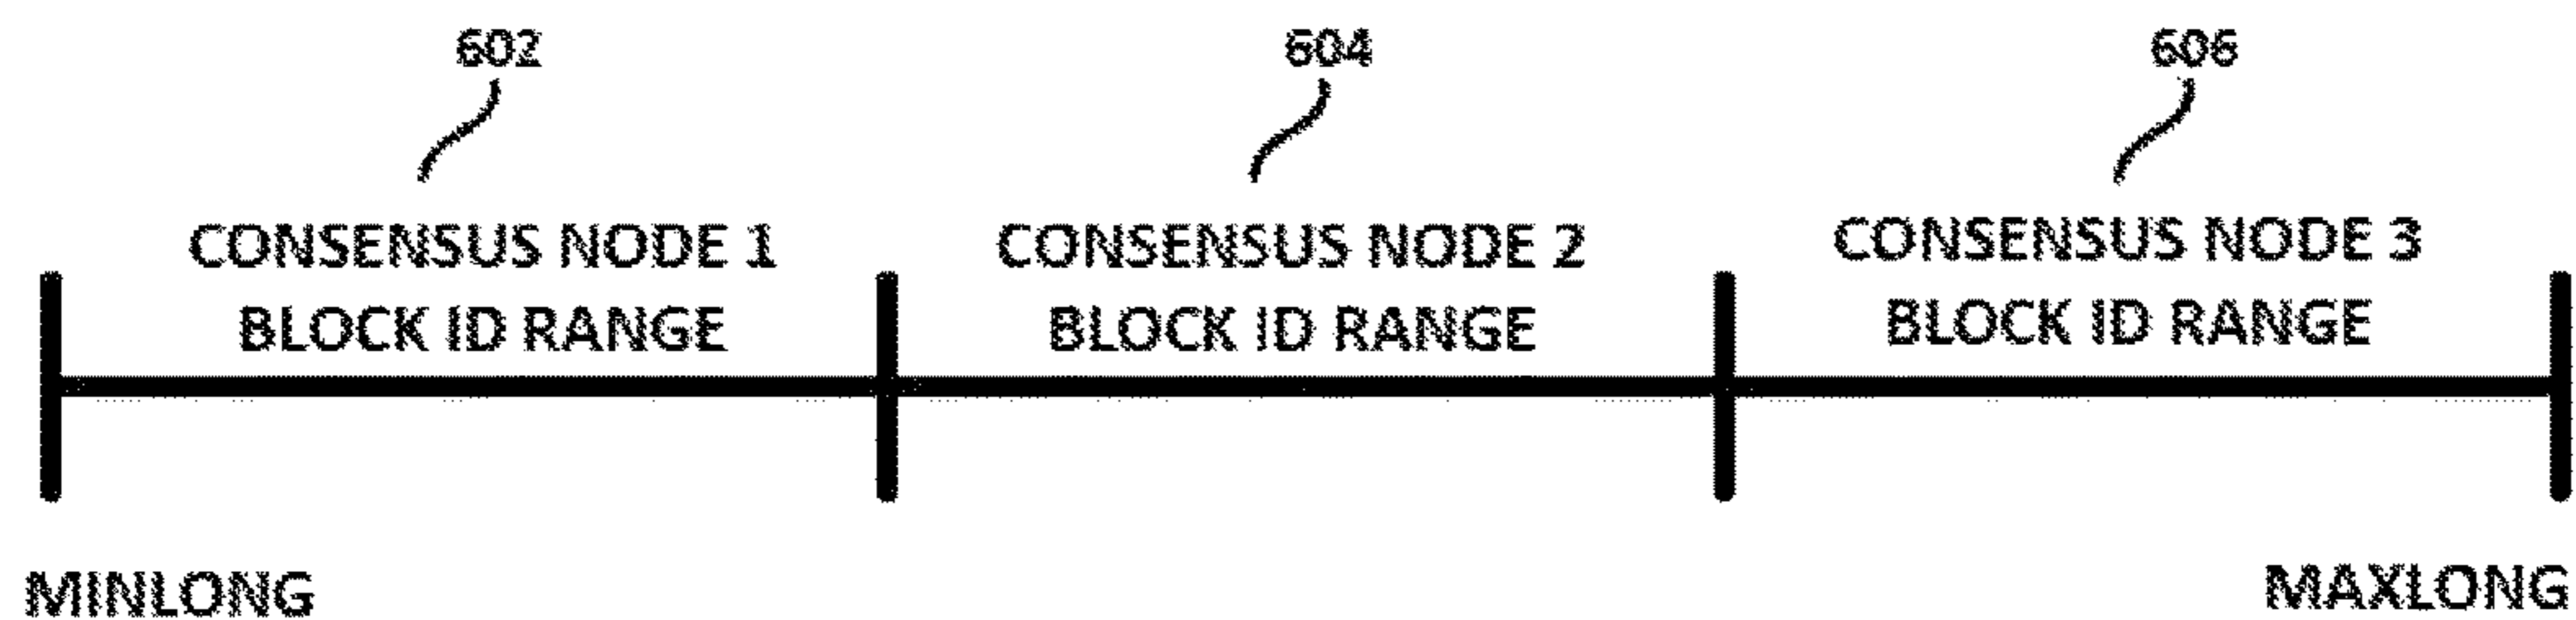 602
604
606
CONSENSUS NODE 1
BLOCK ID RANGE
CONSENSUS NODE 2
BLOCK ID RANGE
CONSENSUS NODE 3
BLOCK ID RANGE
MINLONG
MAXLONG